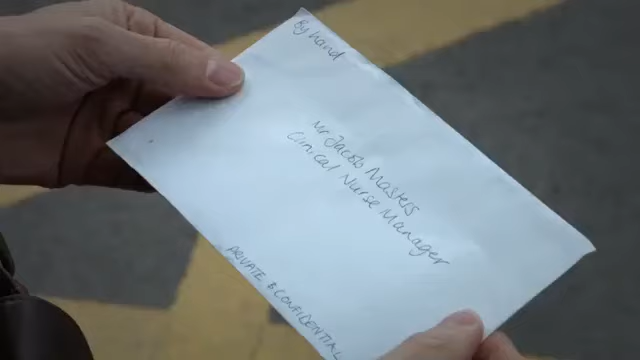 By hand
Mr Jacob Masters
Clinical Nurse Manager
PRIVATE & CONFIDENTIAL